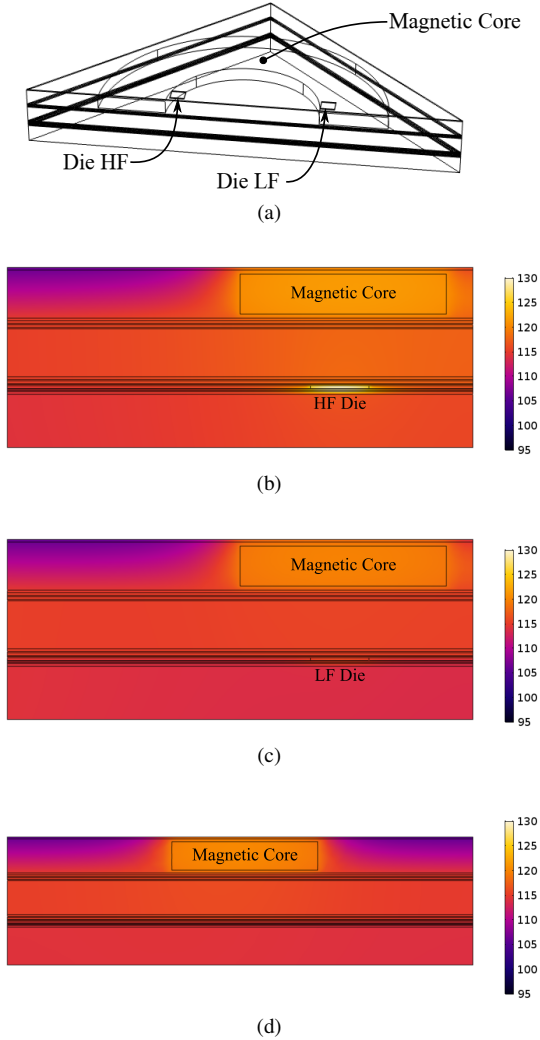 Magnetic Core
Die HF
Die LF
(a)
Magnetic Core
HF Die
130
125
120
115
110
105
100
95
(b)
Magnetic Core
LF Die
130
125
120
115
110
105
100
95
(c)
Magnetic Core
130
125
120
115
110
105
100
95
(d)